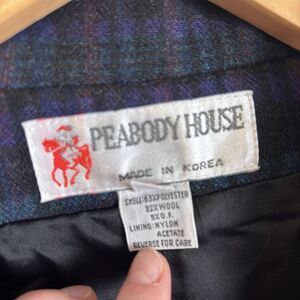 PEABODY HOUSE
MADE IN KOREA
SHELL:63%POLYESTER
32%WOOL
5%O.F.
LINING:NYLON
ACETATE
REVERSE FOR CARE